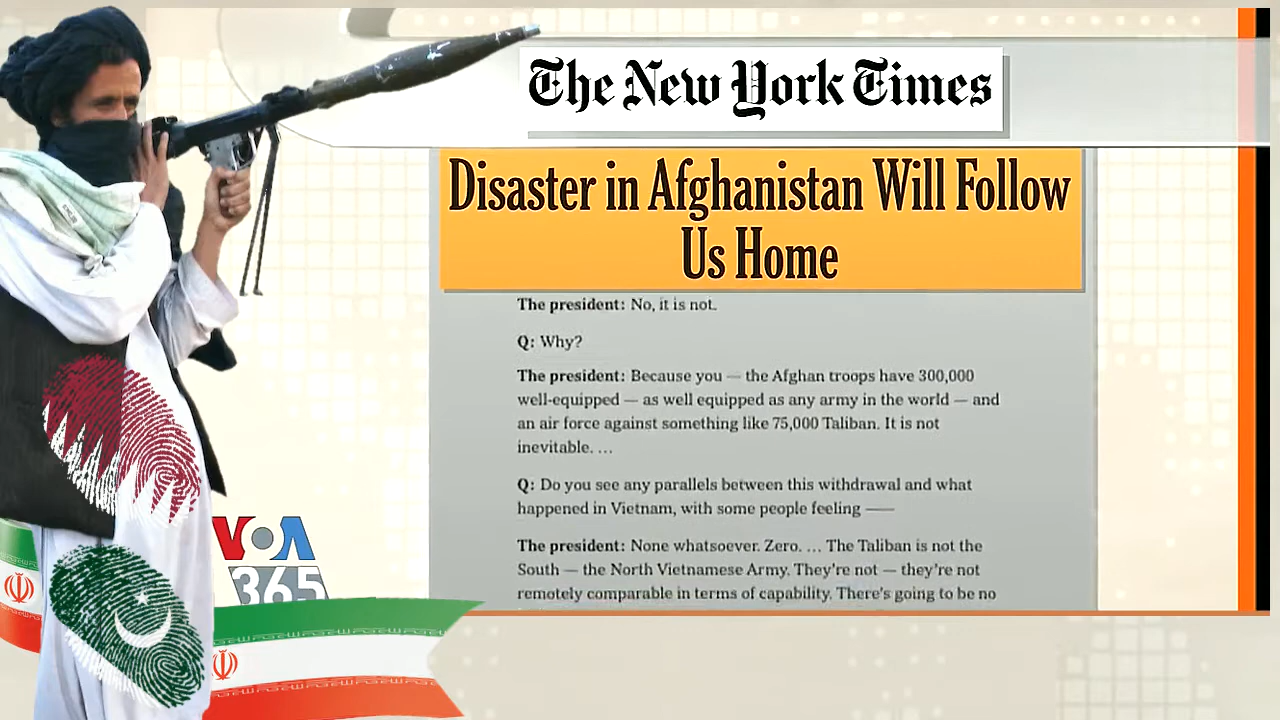 The New York Times
Disaster in Afghanistan Will Follow
Us Home
The president: No, it is not.
Q: Why?
The president: Because you — the Afghan troops have 300,000
well-equipped — as well equipped as any army in the world — and
an air force against something like 75,000 Taliban. It is not
inevitable. …
Q: Do you see any parallels between this withdrawal and what
happened in Vietnam, with some people feeling —–
The president: None whatsoever. Zero. … The Taliban is not the
South — the North Vietnamese Army. They're not — they're not
remotely comparable in terms of capability. There's going to be no
VOA
365